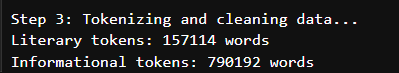 Step 3: Tokenizing and cleaning data...
Literary tokens: 157114 words
Informational tokens: 790192 words